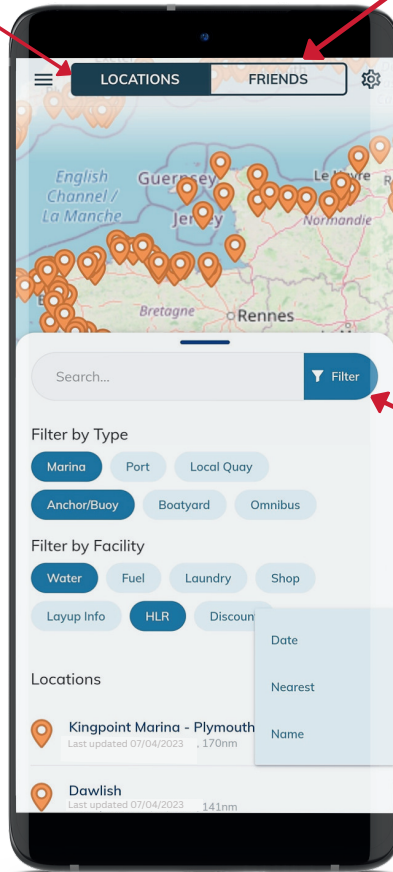 LOCATIONS FRIENDS
English
Channel /
La Manche
Guernsey
Jersey
Le Havre
Normandie
Bretagne
Rennes
Search... Filter
Filter by Type
Marina Port Local Quay
Anchor/Buoy Boatyard Omnibus
Filter by Facility
Water Fuel Laundry Shop
Layup Info HLR Discoun
Date
Nearest
Name
Locations
Kingpoint Marina - Plymouth
Last updated 07/04/2023 , 170nm
Dawlish
Last updated 07/04/2023 141nm